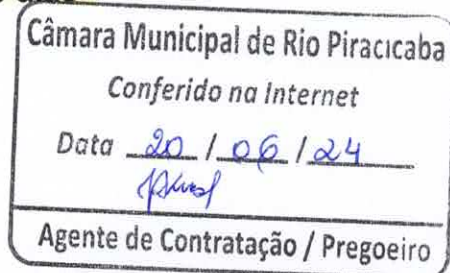 Câmara Municipal de Rio Piracicaba
Conferido na Internet
Data 20 / 06 / 24
Agente de Contratação / Pregoeiro